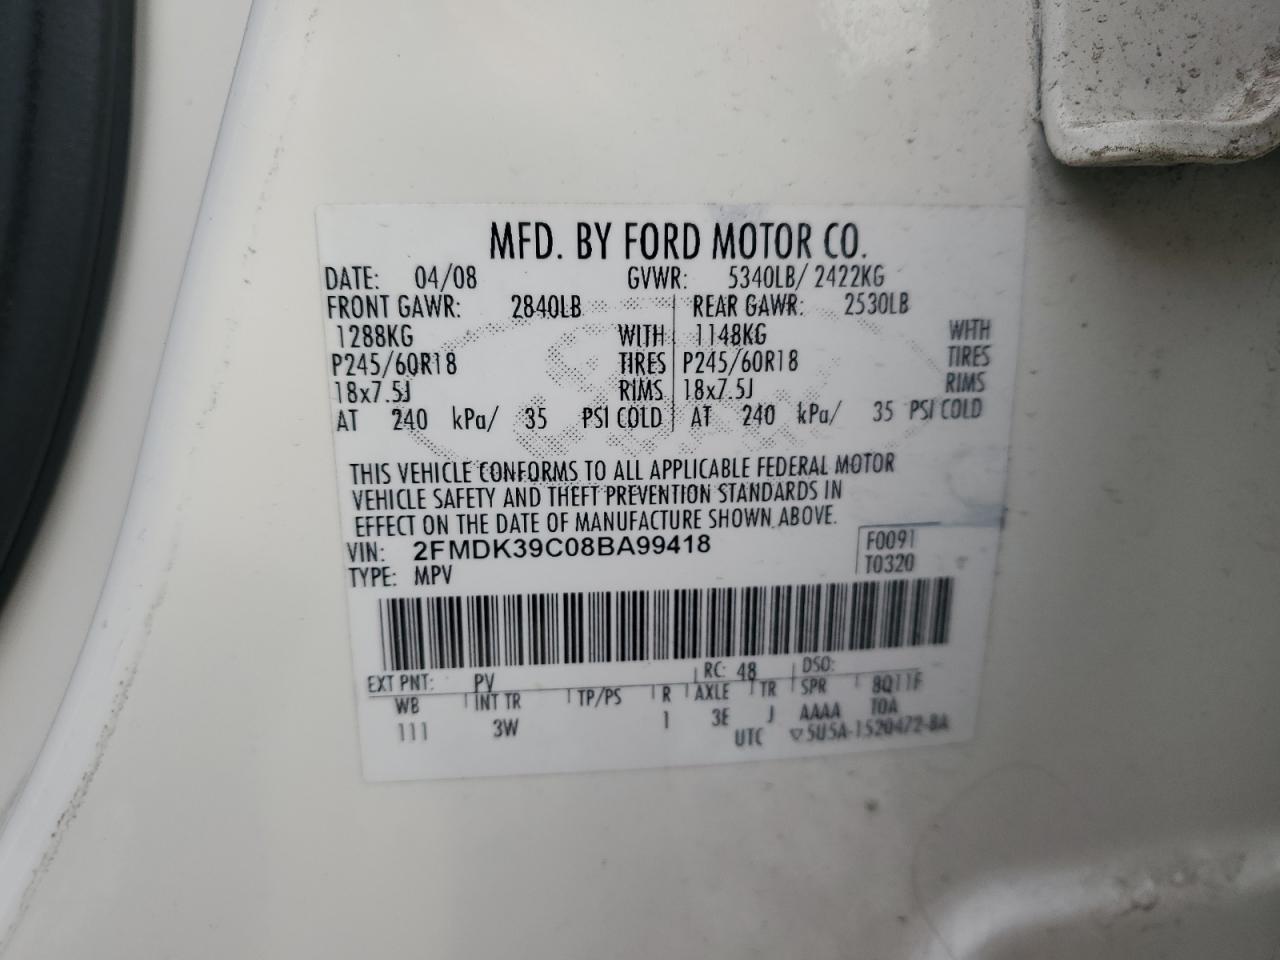 MFD. BY FORD MOTOR CO.
DATE: 04/08 GVWR: 5340LB/ 2422KG
FRONT GAWR: 2840LB REAR GAWR: 2530LB
1288KG WITH 1148KG WITH
P245/60R18 TIRES P245/60R18 TIRES
18x7.5J RIMS 18x7.5J RIMS
AT 240 kPa/ 35 PSI COLD AT 240 kPa/ 35 PSI COLD
THIS VEHICLE CONFORMS TO ALL APPLICABLE FEDERAL MOTOR
VEHICLE SAFETY AND THEFT PREVENTION STANDARDS IN
EFFECT ON THE DATE OF MANUFACTURE SHOWN ABOVE.
VIN: 2FMDK39C08BA99418 F0091
TYPE: MPV T0320
EXT PNT: PV RC: 48 DSO:
WB INT TR TP/PS R AXLE TR SPR 8Q11F
111 3W 1 3E J AAAA TOA
UTC ▽5U5A-1520472-BA